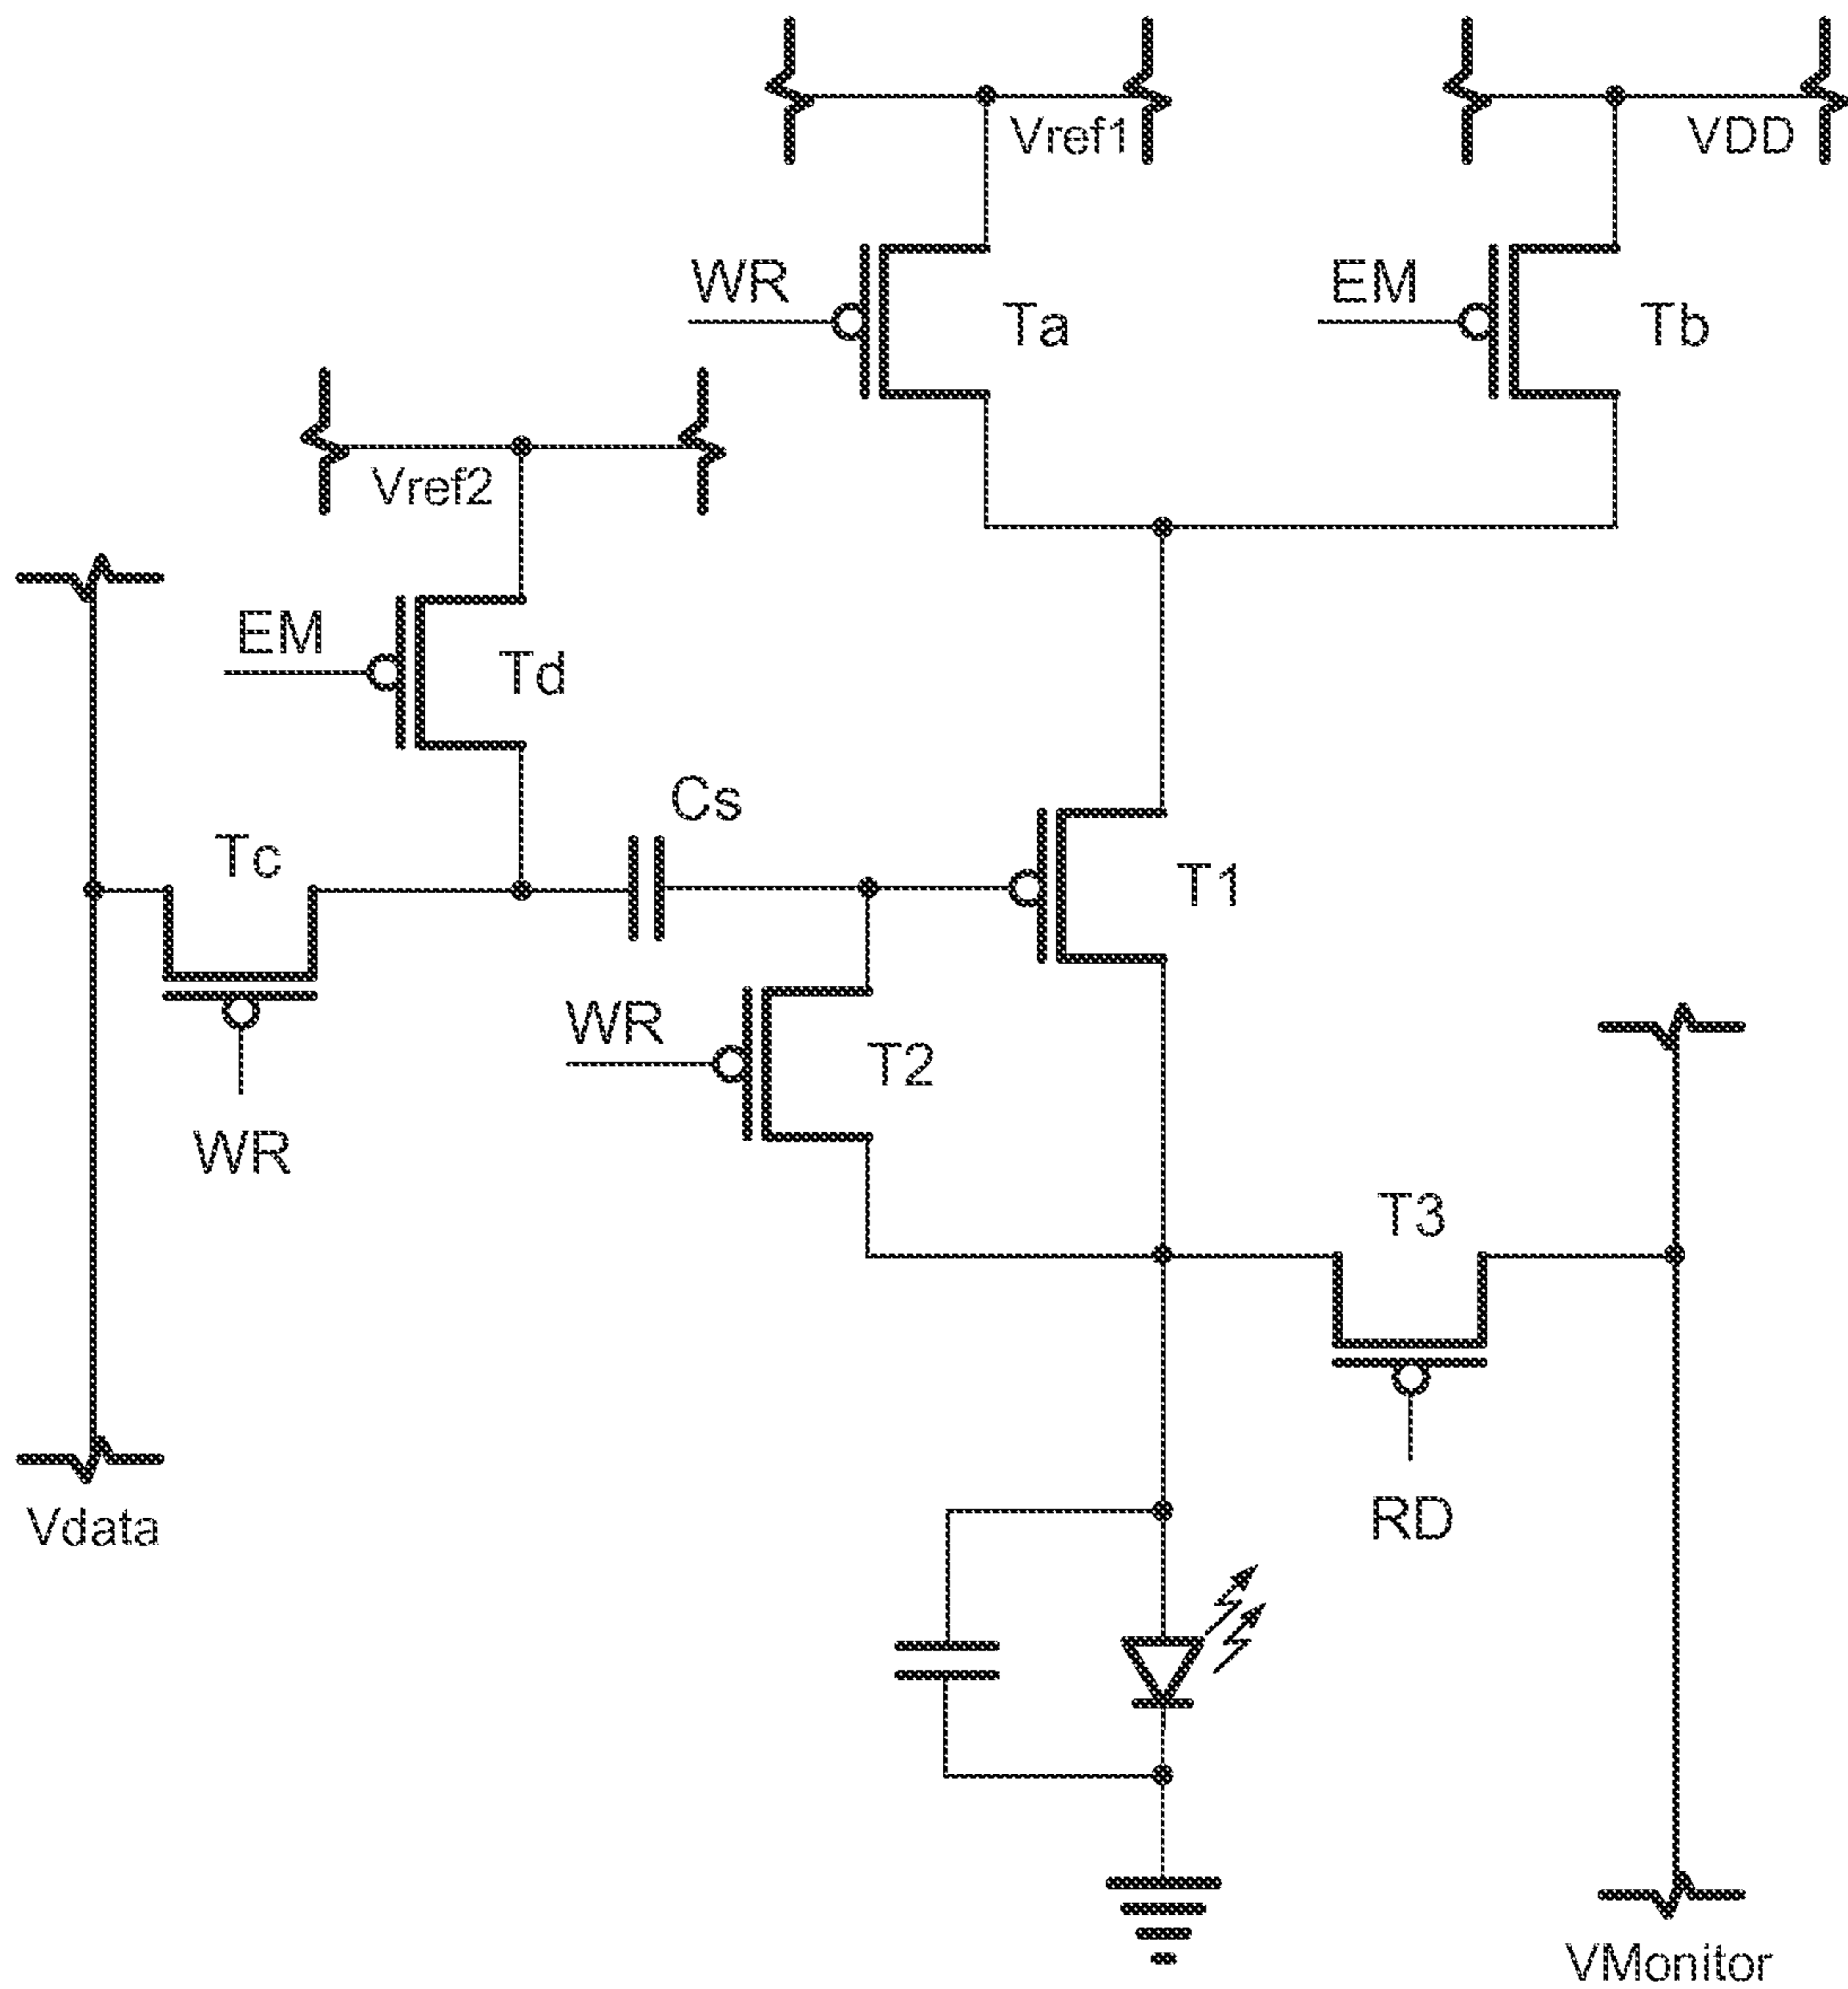 Vref1
VDD
WR
Ta
EM
Tb
Vref2
EM
Td
Cs
Tc
T1
WR
T2
WR
T3
RD
Vdata
VMonitor